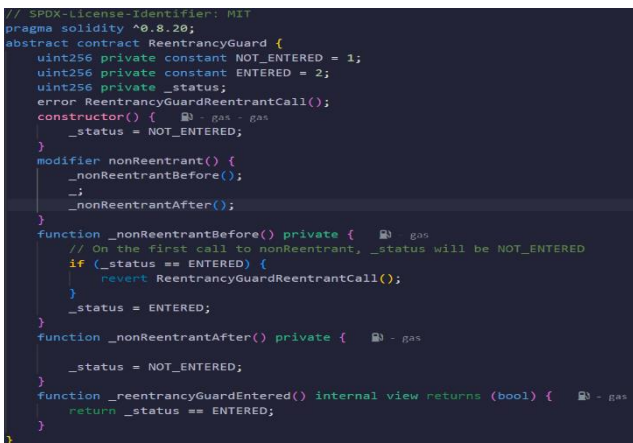 // SPDX-License-Identifier: MIT
pragma solidity ^0.8.20;
abstract contract ReentrancyGuard {
    uint256 private constant NOT_ENTERED = 1;
    uint256 private constant ENTERED = 2;
    uint256 private _status;
    error ReentrancyGuardReentrantCall();
    constructor() {    - gas - gas
        _status = NOT_ENTERED;
    }
    modifier nonReentrant() {
        _nonReentrantBefore();
        _;
        _nonReentrantAfter();
    }
    function _nonReentrantBefore() private {    - gas
        // On the first call to nonReentrant, _status will be NOT_ENTERED
        if (_status == ENTERED) {
            revert ReentrancyGuardReentrantCall();
        }
        _status = ENTERED;
    }
    function _nonReentrantAfter() private {    - gas
        _status = NOT_ENTERED;
    }
    function _reentrancyGuardEntered() internal view returns (bool) {    - gas
        return _status == ENTERED;
    }
}